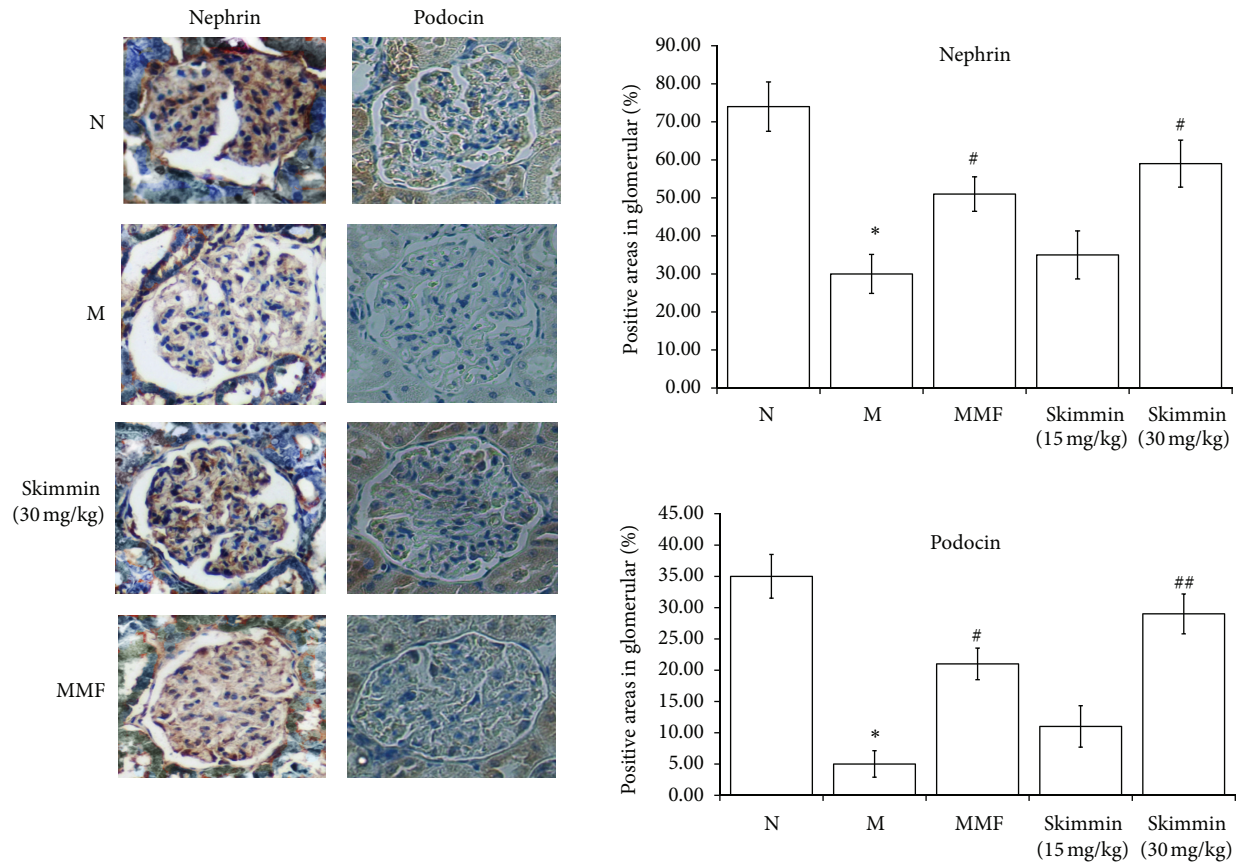 Nephrin
Podocin
N
M
Skimmin
(30 mg/kg)
MMF
Nephrin
Positive areas in glomerular (%)
90.00
80.00
70.00
60.00
50.00
40.00
30.00
20.00
10.00
0.00
*
#
#
N
M
MMF
Skimmin
(15 mg/kg)
Skimmin
(30 mg/kg)
Podocin
Positive areas in glomerular (%)
45.00
40.00
35.00
30.00
25.00
20.00
15.00
10.00
5.00
0.00
*
#
##
N
M
MMF
Skimmin
(15 mg/kg)
Skimmin
(30 mg/kg)